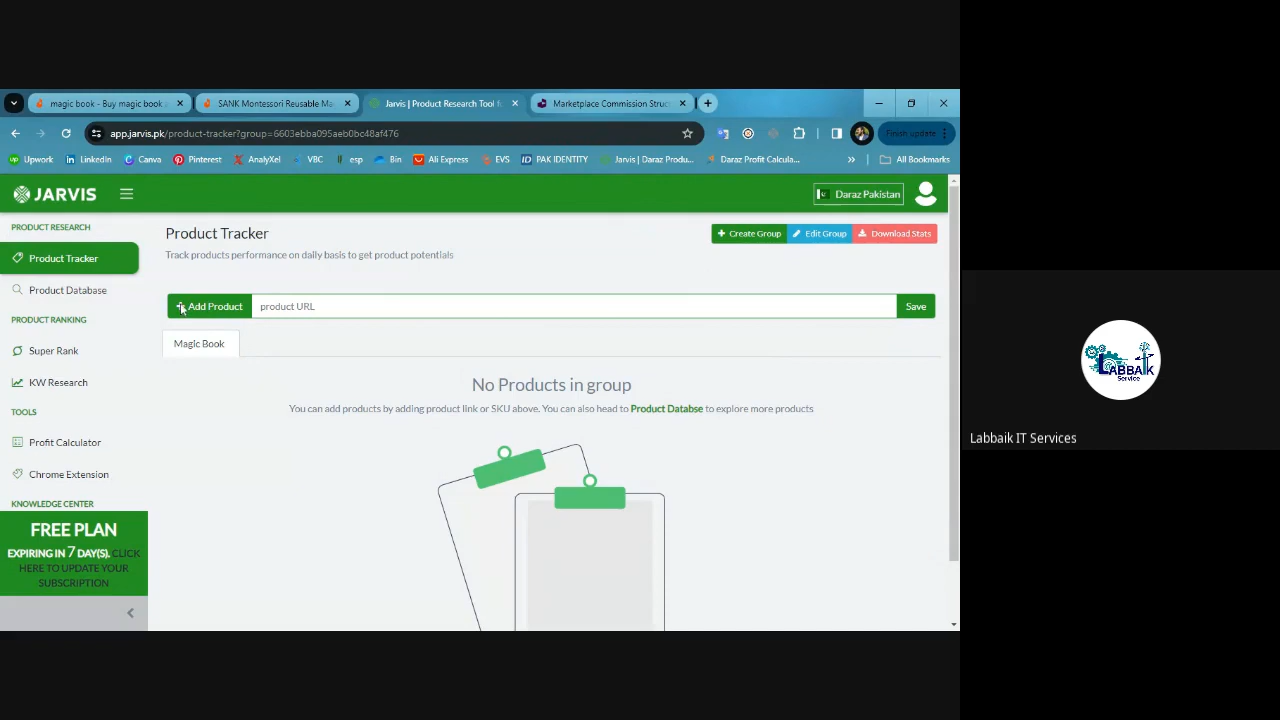 magic book - Buy magic book
SANK Montessori Reusable Ma
Jarvis | Product Research Tool f
Marketplace Commission Struc
app.jarvis.pk/product-tracker?group=6603ebba095aeb0bc48af476
Finish update
Upwork
LinkedIn
Canva
Pinterest
AnalyXel
VBC
esp
Bin
Ali Express
EVS
PAK IDENTITY
Jarvis | Daraz Produ...
Daraz Profit Calcula...
All Bookmarks
JARVIS
Daraz Pakistan
PRODUCT RESEARCH
Product Tracker
Product Database
PRODUCT RANKING
Super Rank
KW Research
TOOLS
Profit Calculator
Chrome Extension
KNOWLEDGE CENTER
FREE PLAN
EXPIRING IN 7 DAY(S). CLICK
HERE TO UPDATE YOUR
SUBSCRIPTION
Product Tracker
Track products performance on daily basis to get product potentials
Create Group
Edit Group
Download Stats
Add Product
product URL
Save
Magic Book
No Products in group
You can add products by adding product link or SKU above. You can also head to Product Databse to explore more products
LABBAIK
Service
Labbaik IT Services